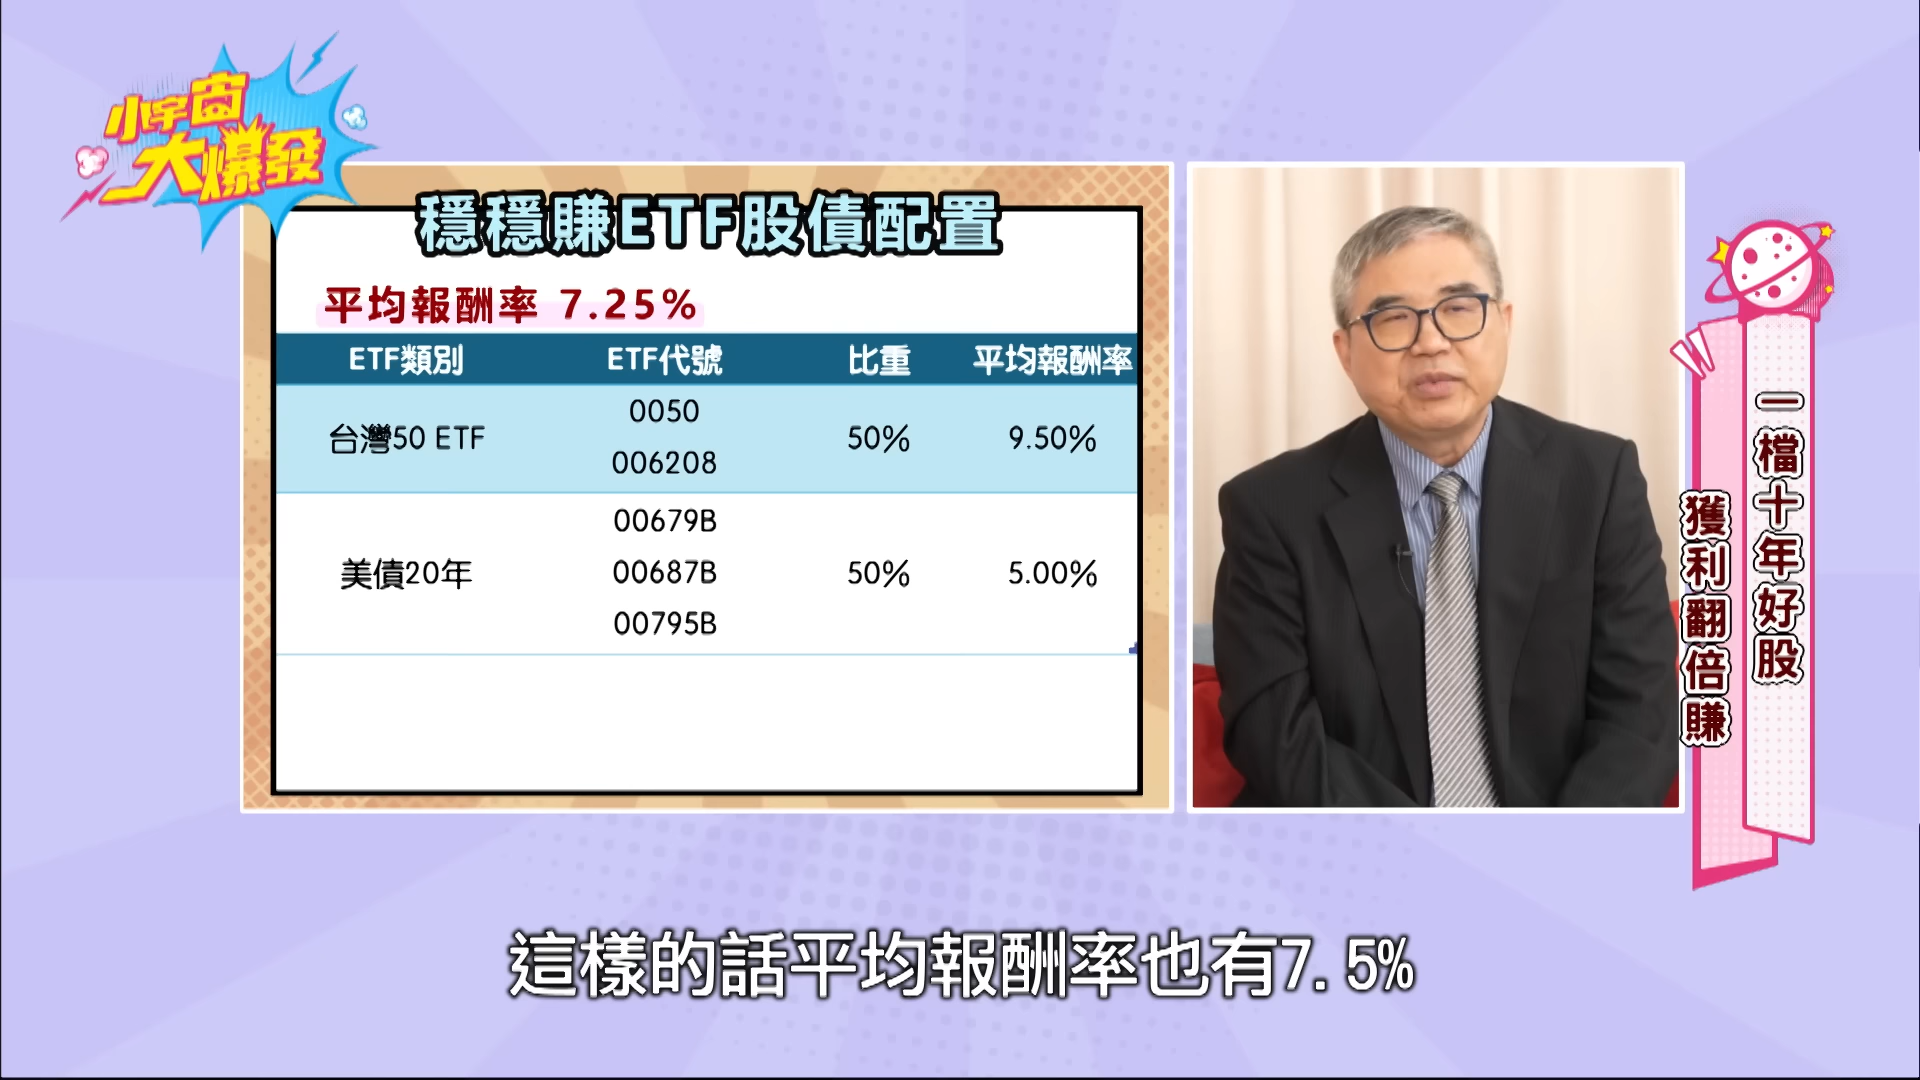 小宇宙
大爆發
穩穩賺ETF股債配置
平均報酬率 7.25%
ETF類別 ETF代號 比重 平均報酬率
台灣50 ETF 0050 006208 50% 9.50%
美債20年 00679B 00687B 00795B 50% 5.00%
一檔十年好股
獲利翻倍賺
這樣的話平均報酬率也有7.5%